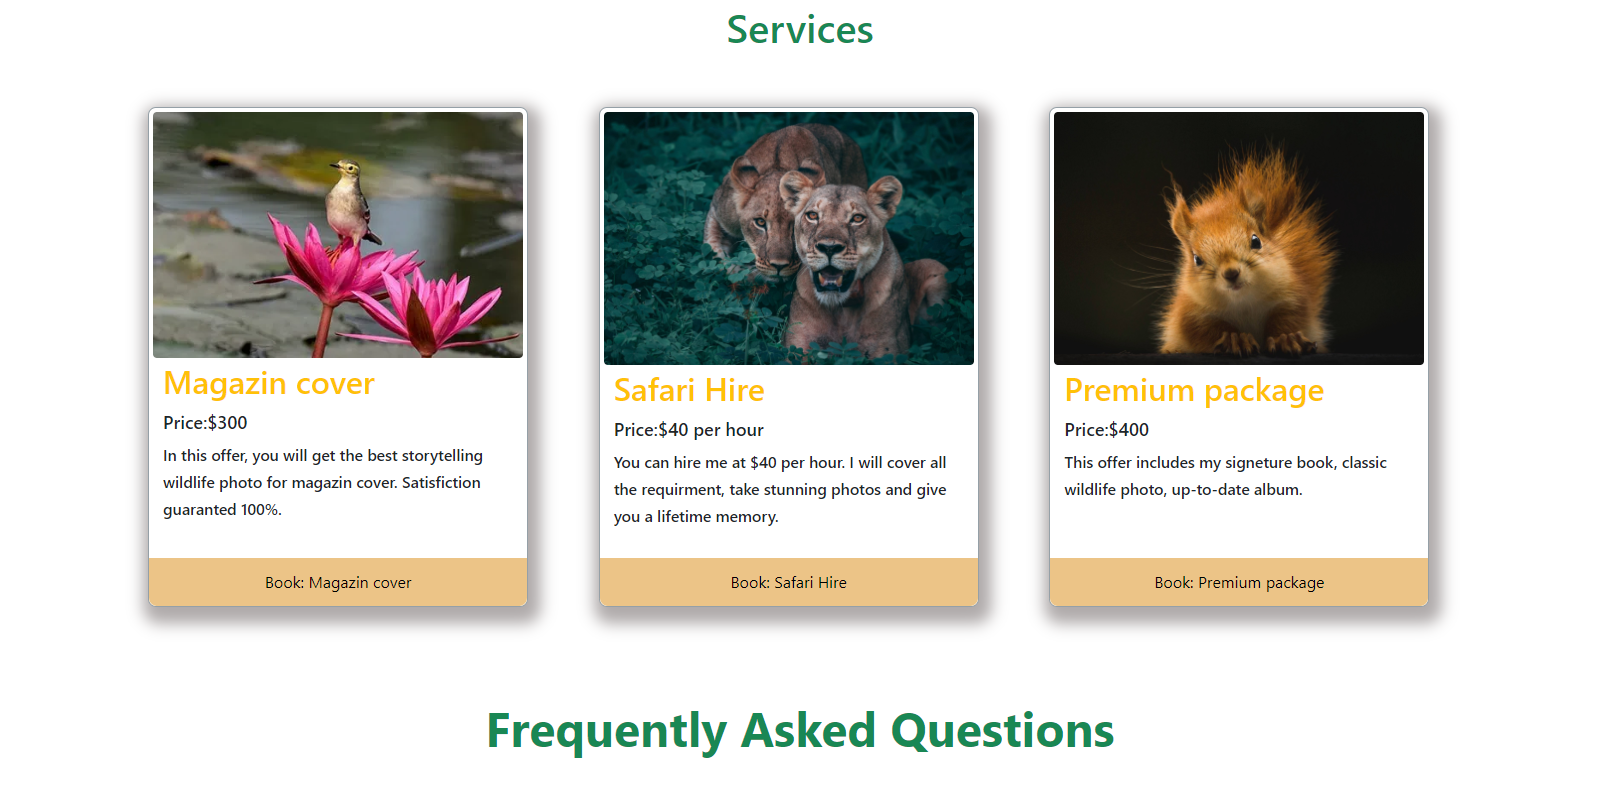 Services
Magazin cover
Price:$300
In this offer, you will get the best storytelling
wildlife photo for magazin cover. Satisfiction
guaranted 100%.
Book: Magazin cover
Safari Hire
Price:$40 per hour
You can hire me at $40 per hour. I will cover all
the requirment, take stunning photos and give
you a lifetime memory.
Book: Safari Hire
Premium package
Price:$400
This offer includes my signeture book, classic
wildlife photo, up-to-date album.
Book: Premium package
Frequently Asked Questions